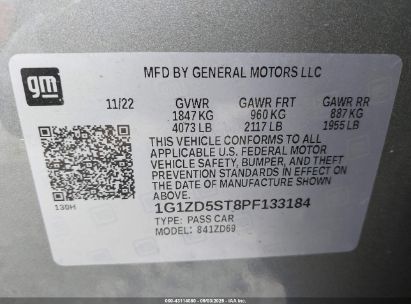 gm
MFD BY GENERAL MOTORS LLC
11/22 GVWR GAWR FRT GAWR RR
1847 KG 960 KG 887 KG
4073 LB 2117 LB 1955 LB
THIS VEHICLE CONFORMS TO ALL
APPLICABLE U.S. FEDERAL MOTOR
VEHICLE SAFETY, BUMPER, AND THEFT
PREVENTION STANDARDS IN EFFECT ON
THE DATE OF MANUFACTURE SHOWN
ABOVE.
130H
1G1ZD5ST8PF133184
TYPE: PASS CAR
MODEL: 841ZD69